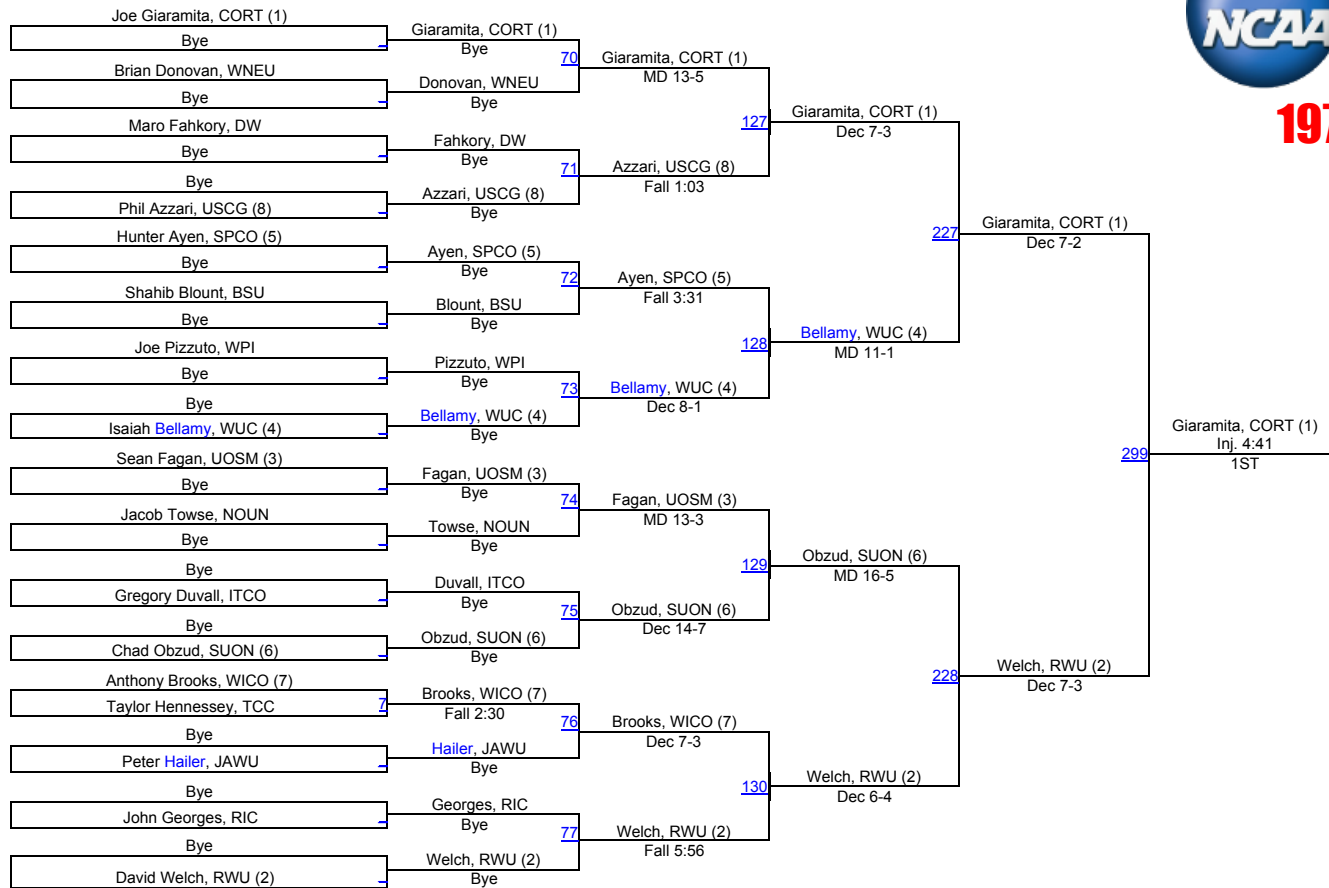 Joe Giaramita, CORT (1)
Bye
Brian Donovan, WNEU
Bye
Maro Fahkory, DW
Bye
Bye
Phil Azzari, USCG (8)
Hunter Ayen, SPCO (5)
Bye
Shahib Blount, BSU
Bye
Joe Pizzuto, WPI
Bye
Bye
Isaiah Bellamy, WUC (4)
Sean Fagan, UOSM (3)
Bye
Jacob Towse, NOUN
Bye
Bye
Gregory Duvall, ITCO
Bye
Chad Obzud, SUON (6)
Anthony Brooks, WICO (7)
Taylor Hennessey, TCC
7
Bye
Peter Hailer, JAWU
Bye
John Georges, RIC
Bye
David Welch, RWU (2)
Giaramita, CORT (1)
Bye
70
Donovan, WNEU
Bye
Fahkory, DW
Bye
71
Azzari, USCG (8)
Bye
Ayen, SPCO (5)
Bye
72
Blount, BSU
Bye
Pizzuto, WPI
Bye
73
Bellamy, WUC (4)
Bye
Fagan, UOSM (3)
Bye
74
Towse, NOUN
Bye
Duvall, ITCO
Bye
75
Obzud, SUON (6)
Bye
Brooks, WICO (7)
Fall 2:30
76
Hailer, JAWU
Bye
Georges, RIC
Bye
77
Welch, RWU (2)
Bye
Giaramita, CORT (1)
MD 13-5
127
Azzari, USCG (8)
Fall 1:03
Ayen, SPCO (5)
Fall 3:31
128
Bellamy, WUC (4)
Dec 8-1
Fagan, UOSM (3)
MD 13-3
129
Obzud, SUON (6)
Dec 14-7
Brooks, WICO (7)
Dec 7-3
130
Welch, RWU (2)
Fall 5:56
Giaramita, CORT (1)
Dec 7-3
227
Bellamy, WUC (4)
MD 11-1
Obzud, SUON (6)
MD 16-5
228
Welch, RWU (2)
Dec 6-4
Giaramita, CORT (1)
Dec 7-2
299
Welch, RWU (2)
Dec 7-3
Giaramita, CORT (1)
Inj. 4:41
1ST
NCAA
197